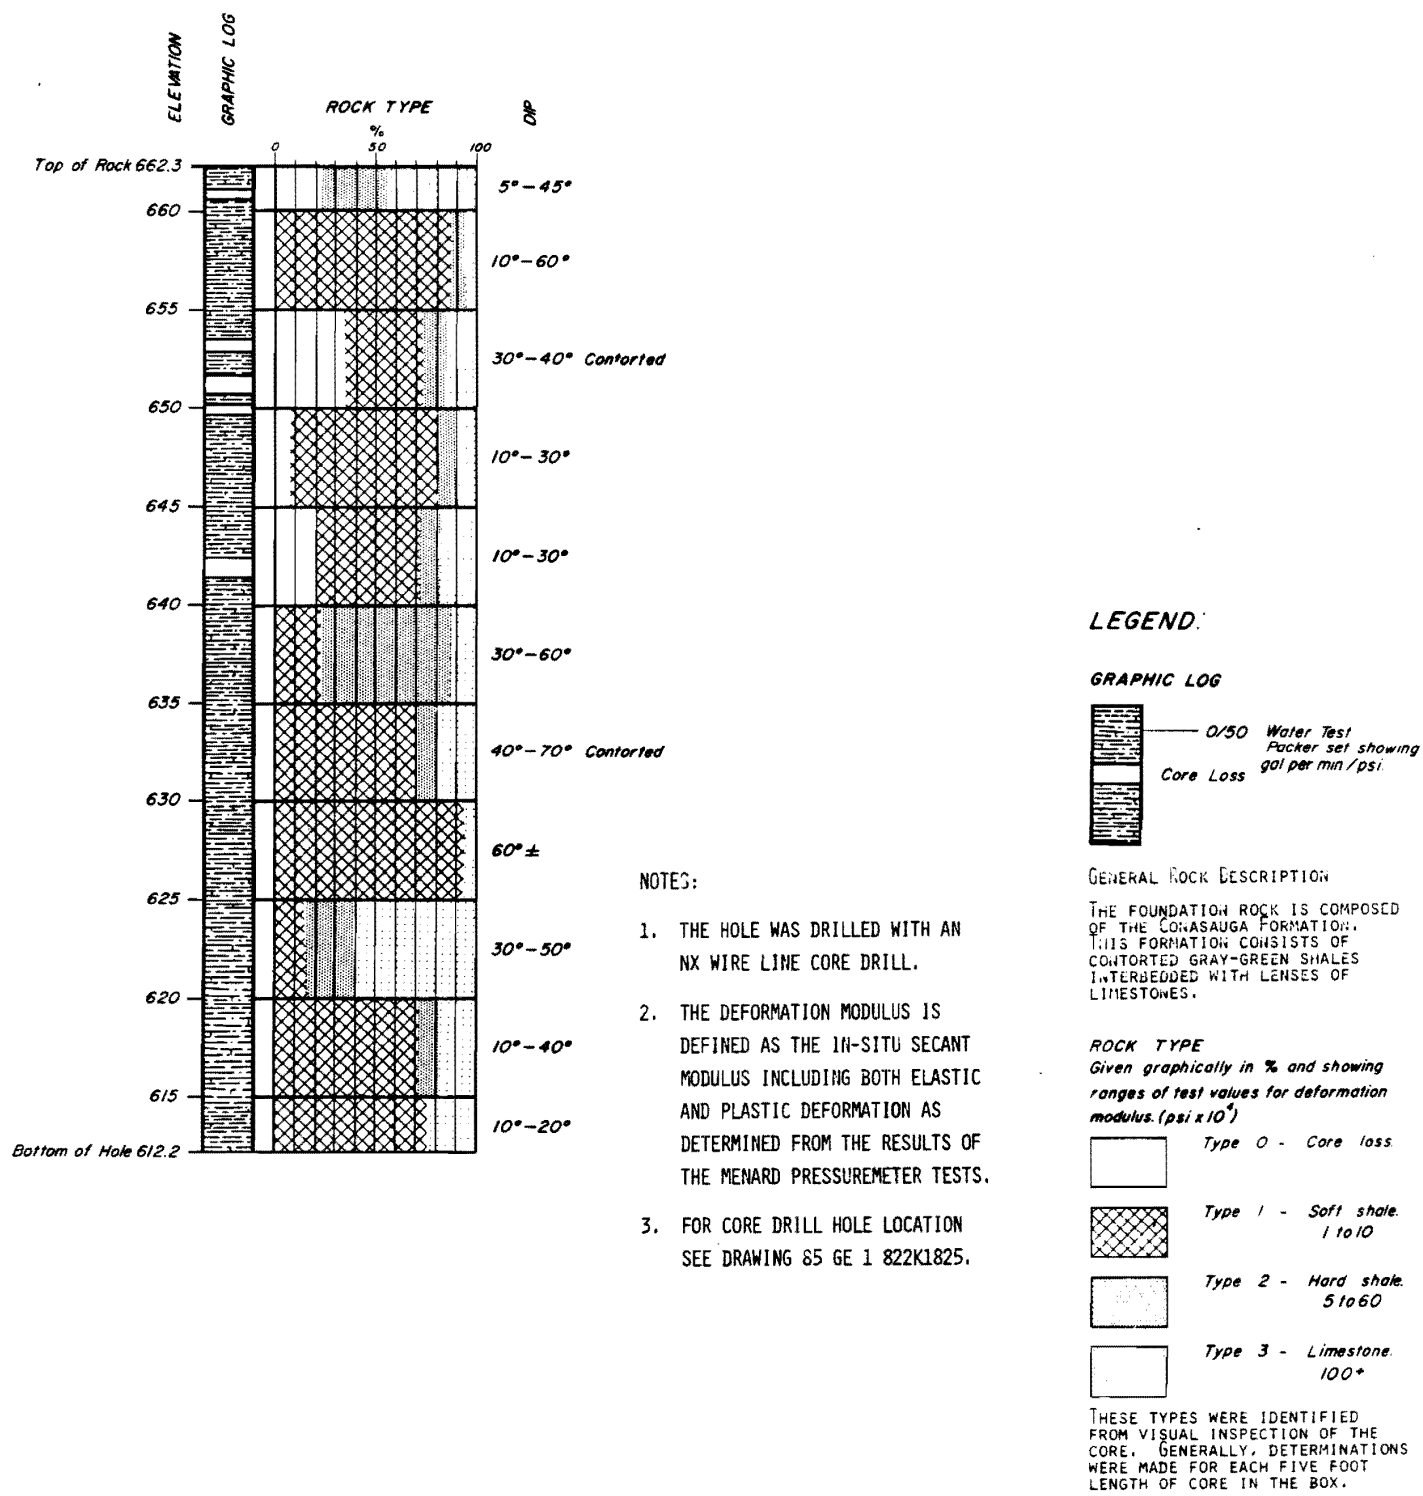 ELEVATION
GRAPHIC LOG
ROCK TYPE
%
DIP
0 50 100
Top of Rock 662.3
5°-45°
660
10°-60°
655
30°-40° Contorted
650
10°-30°
645
10°-30°
640
30°-60°
635
40°-70° Contorted
630
60°±
625
30°-50°
620
10°-40°
615
10°-20°
Bottom of Hole 612.2
NOTES:
1. THE HOLE WAS DRILLED WITH AN
NX WIRE LINE CORE DRILL.
2. THE DEFORMATION MODULUS IS
DEFINED AS THE IN-SITU SECANT
MODULUS INCLUDING BOTH ELASTIC
AND PLASTIC DEFORMATION AS
DETERMINED FROM THE RESULTS OF
THE MENARD PRESSUREMETER TESTS.
3. FOR CORE DRILL HOLE LOCATION
SEE DRAWING 85 GE 1 822K1825.
LEGEND:
GRAPHIC LOG
0/50 Water Test
Packer set showing
gal per min/psi.
Core Loss
GENERAL ROCK DESCRIPTION
THE FOUNDATION ROCK IS COMPOSED
OF THE CONASAUGA FORMATION.
THIS FORMATION CONSISTS OF
CONTORTED GRAY-GREEN SHALES
INTERBEDDED WITH LENSES OF
LIMESTONES.
ROCK TYPE
Given graphically in % and showing
ranges of test values for deformation
modulus. (psi x 10⁴)
Type 0 - Core loss.
Type 1 - Soft shale.
1 to 10
Type 2 - Hard shale.
5 to 60
Type 3 - Limestone.
100+
THESE TYPES WERE IDENTIFIED
FROM VISUAL INSPECTION OF THE
CORE. GENERALLY, DETERMINATIONS
WERE MADE FOR EACH FIVE FOOT
LENGTH OF CORE IN THE BOX.